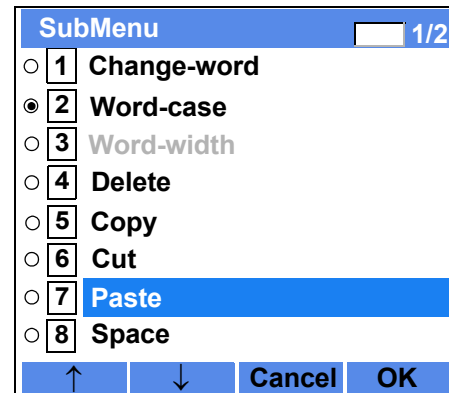 SubMenu 1/2
1 Change-word
2 Word-case
3 Word-width
4 Delete
5 Copy
6 Cut
7 Paste
8 Space
↑ ↓ Cancel OK